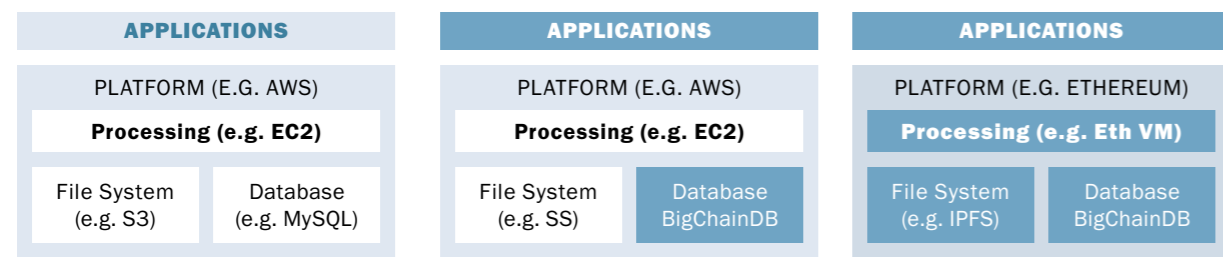 APPLICATIONS
PLATFORM (E.G. AWS)
Processing (e.g. EC2)
File System
(e.g. S3)
Database
(e.g. MySQL)
APPLICATIONS
PLATFORM (E.G. AWS)
Processing (e.g. EC2)
File System
(e.g. SS)
Database
BigChainDB
APPLICATIONS
PLATFORM (E.G. ETHEREUM)
Processing (e.g. Eth VM)
File System
(e.g. IPFS)
Database
BigChainDB